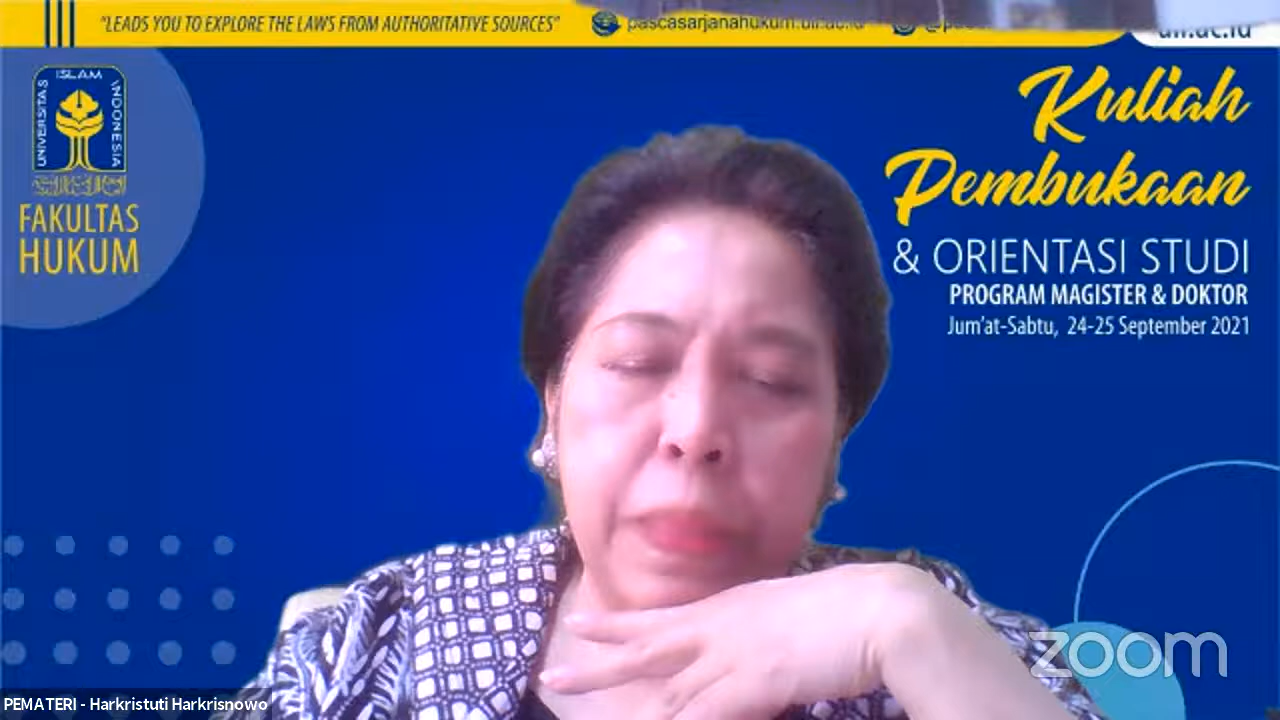 "LEADS YOU TO EXPLORE THE LAWS FROM AUTHORITATIVE SOURCES"
pascasarjanahukum.uii.ac.id
uii.ac.id
UNIVERSITAS ISLAM INDONESIA
FAKULTAS
HUKUM
Kuliah
Pembukaan
& ORIENTASI STUDI
PROGRAM MAGISTER & DOKTOR
Jum'at-Sabtu, 24-25 September 2021
zoom
PEMATERI - Harkristuti Harkrisnowo